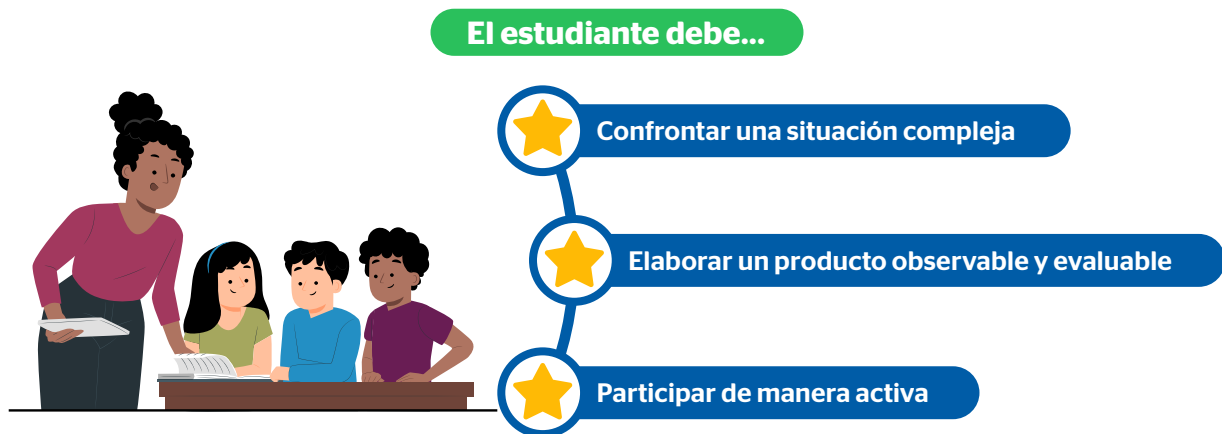 El estudiante debe...
Confrontar una situación compleja
Elaborar un producto observable y evaluable
Participar de manera activa